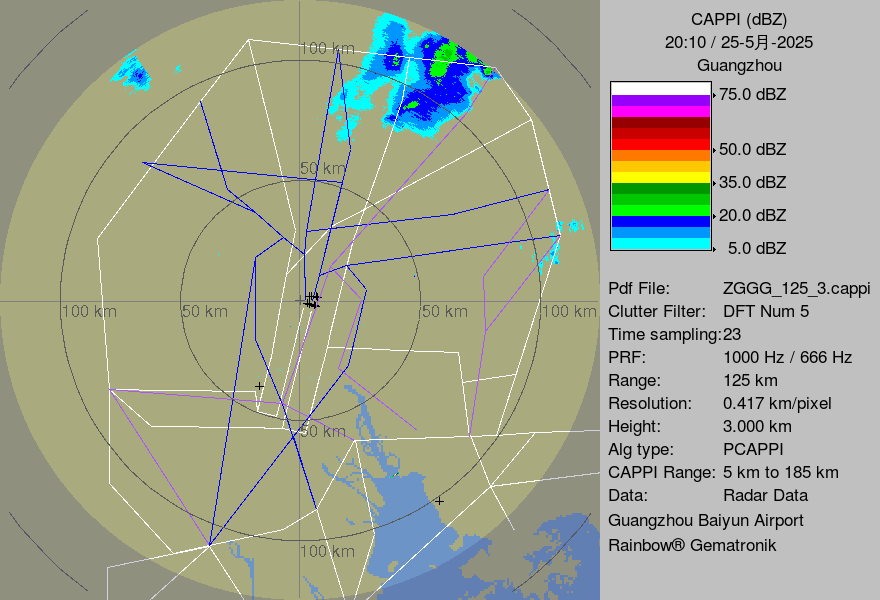 CAPPI (dBZ)
20:10 / 25-5月-2025
Guangzhou
75.0 dBZ
50.0 dBZ
35.0 dBZ
20.0 dBZ
5.0 dBZ
Pdf File: ZGGG_125_3.cappi
Clutter Filter: DFT Num 5
Time sampling:23
PRF: 1000 Hz / 666 Hz
Range: 125 km
Resolution: 0.417 km/pixel
Height: 3.000 km
Alg type: PCAPPI
CAPPI Range: 5 km to 185 km
Data: Radar Data
Guangzhou Baiyun Airport
Rainbow® Gematronik
100 km
50 km
100 km
50 km
50 km
100 km
50 km
100 km